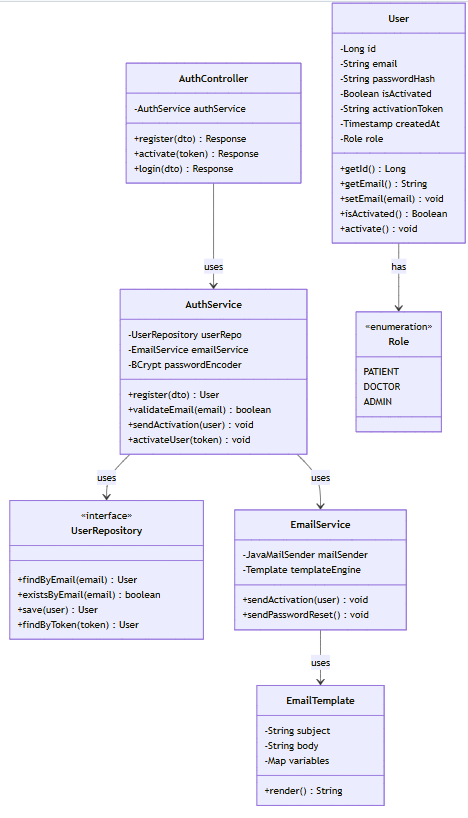 User
-Long id
-String email
-String passwordHash
-Boolean isActivated
-String activationToken
-Timestamp createdAt
-Role role
+getId() : Long
+getEmail() : String
+setEmail(email) : void
+isActivated() : Boolean
+activate() : void
AuthController
-AuthService authService
+register(dto) : Response
+activate(token) : Response
+login(dto) : Response
uses
has
AuthService
-UserRepository userRepo
-EmailService emailService
-BCrypt passwordEncoder
+register(dto) : User
+validateEmail(email) : boolean
+sendActivation(user) : void
+activateUser(token) : void
«enumeration»
Role
PATIENT
DOCTOR
ADMIN
uses
uses
«interface»
UserRepository
+findByEmail(email) : User
+existsByEmail(email) : boolean
+save(user) : User
+findByToken(token) : User
EmailService
-JavaMailSender mailSender
-Template templateEngine
+sendActivation(user) : void
+sendPasswordReset() : void
uses
EmailTemplate
-String subject
-String body
-Map variables
+render() : String